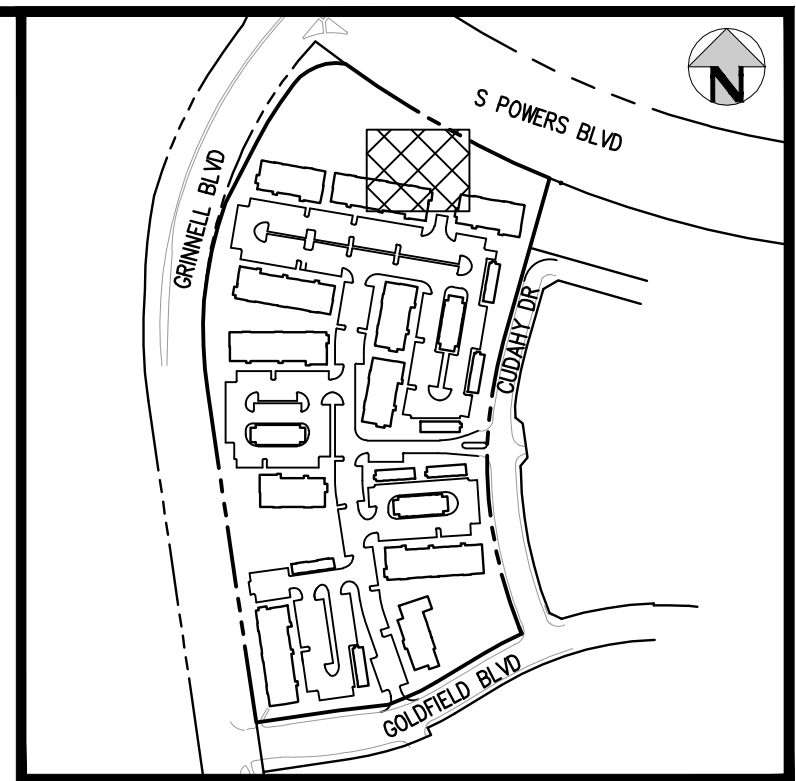 N
S POWERS BLVD
GRINNELL BLVD
CUDAHY DR
GOLDFIELD BLVD